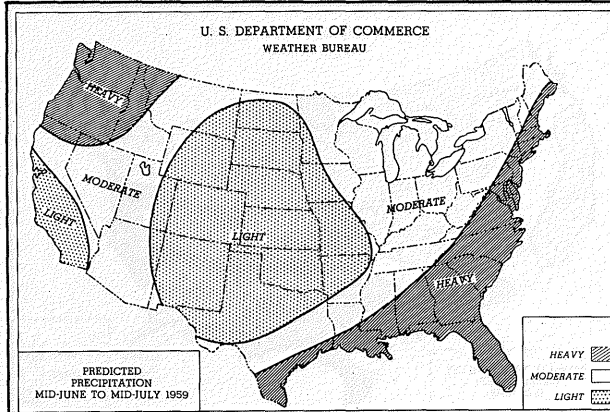 U. S. DEPARTMENT OF COMMERCE
WEATHER BUREAU
HEAVY
MODERATE
LIGHT
LIGHT
MODERATE
HEAVY
PREDICTED
PRECIPITATION
MID-JUNE TO MID-JULY 1959
HEAVY
MODERATE
LIGHT